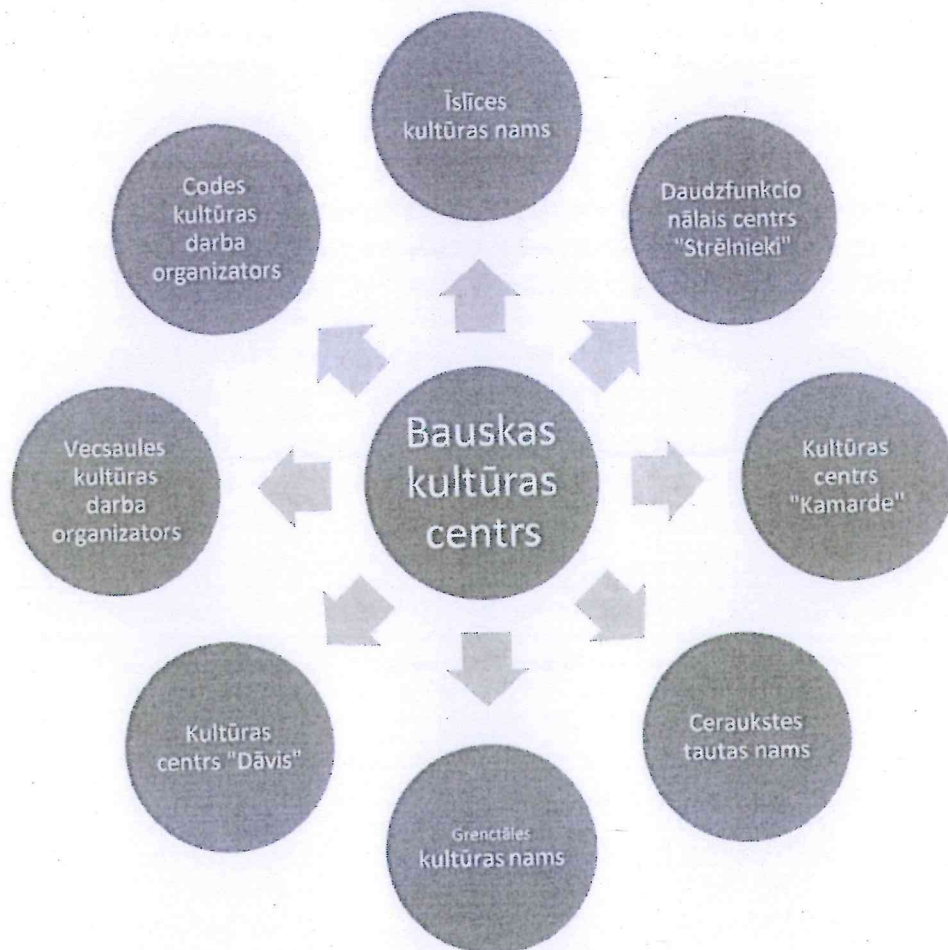 Īslīces
kultūras nams
Daudzfunkcio
nālais centrs
"Strēlnieki"
Kultūras
centrs
"Kamarde"
Ceraukstes
tautas nams
Grenctāles
kultūras nams
Kultūras
centrs "Dāvis"
Vecsaules
kultūras
darba
organizators
Codes
kultūras
darba
organizators
Bauskas
kultūras
centrs